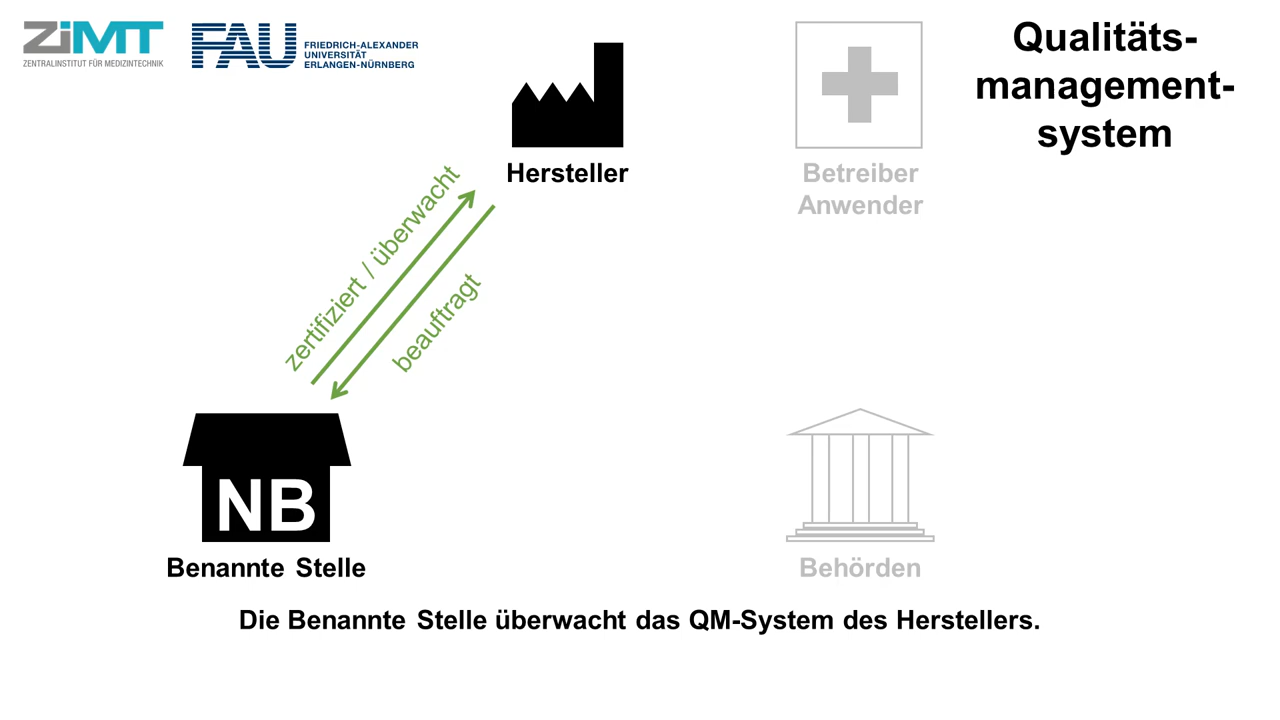 ZiMT
ZENTRALINSTITUT FÜR MEDIZINTECHNIK
FAU
FRIEDRICH-ALEXANDER
UNIVERSITÄT
ERLANGEN-NÜRNBERG
Qualitäts-
management-
system
Hersteller
Betreiber
Anwender
zertifiziert / überwacht
beauftragt
NB
Benannte Stelle
Behörden
Die Benannte Stelle überwacht das QM-System des Herstellers.